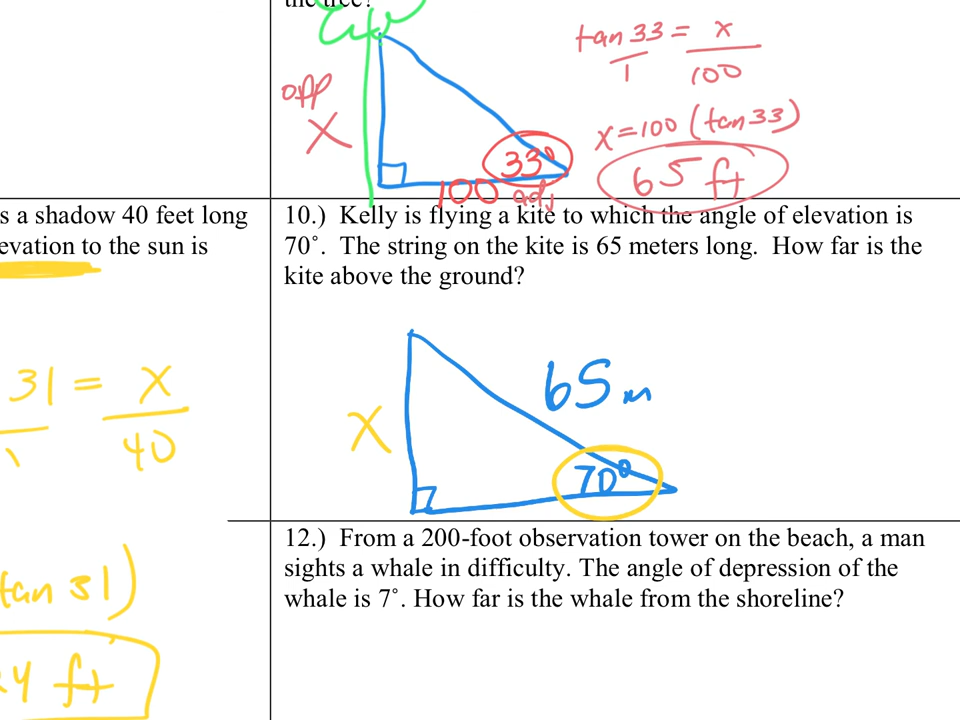 the tree?
opp
X
33°
100 adj
tan 33 = x
1 100
x = 100 (tan 33)
65 ft
s a shadow 40 feet long
evation to the sun is
31 = X
1 40
tan 31)
24 ft
10.) Kelly is flying a kite to which the angle of elevation is
70°. The string on the kite is 65 meters long. How far is the
kite above the ground?
65 m
X
70°
12.) From a 200-foot observation tower on the beach, a man
sights a whale in difficulty. The angle of depression of the
whale is 7°. How far is the whale from the shoreline?